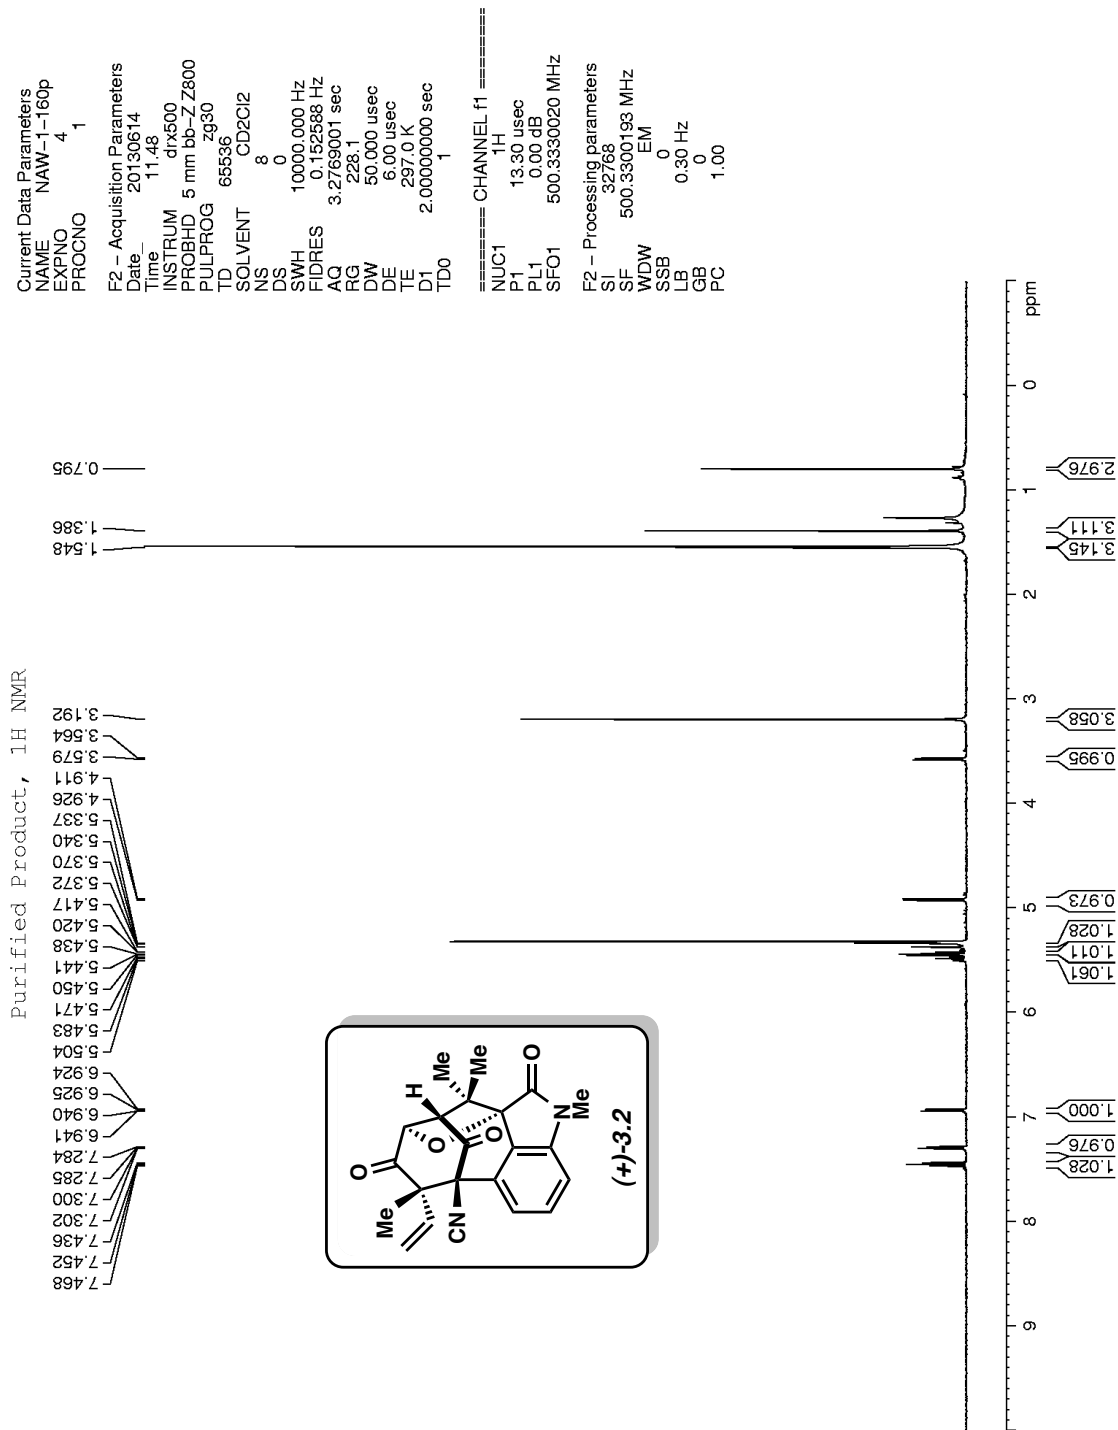 Purified Product, 1H NMR
Current Data Parameters
NAME NAW-1-160p
EXPNO 4
PROCNO 1
F2 - Acquisition Parameters
Date_ 20130614
Time 11.48
INSTRUM drx500
PROBHD 5 mm bb-Z Z800
PULPROG zg30
TD 65536
SOLVENT CD2Cl2
NS 8
DS 0
SWH 10000.000 Hz
FIDRES 0.152588 Hz
AQ 3.2769001 sec
RG 228.1
DW 50.000 usec
DE 6.00 usec
TE 297.0 K
D1 2.00000000 sec
TD0 1
======== CHANNEL f1 ========
NUC1 1H
P1 13.30 usec
PL1 0.00 dB
SFO1 500.3330020 MHz
F2 - Processing parameters
SI 32768
SF 500.3300193 MHz
WDW EM
SSB 0
LB 0.30 Hz
GB 0
PC 1.00
7.468
7.452
7.436
7.302
7.300
7.285
7.284
6.941
6.940
6.925
6.924
5.504
5.483
5.471
5.450
5.441
5.438
5.420
5.417
5.372
5.370
5.340
5.337
4.926
4.911
3.579
3.564
3.192
1.548
1.386
0.795
O
H
Me
Me
Me
O
O
O
CN
N
Me
(+)-3.2
9 8 7 6 5 4 3 2 1 0 ppm
1.028
0.976
1.000
1.061
1.011
1.028
0.973
0.995
3.058
3.145
3.111
2.976